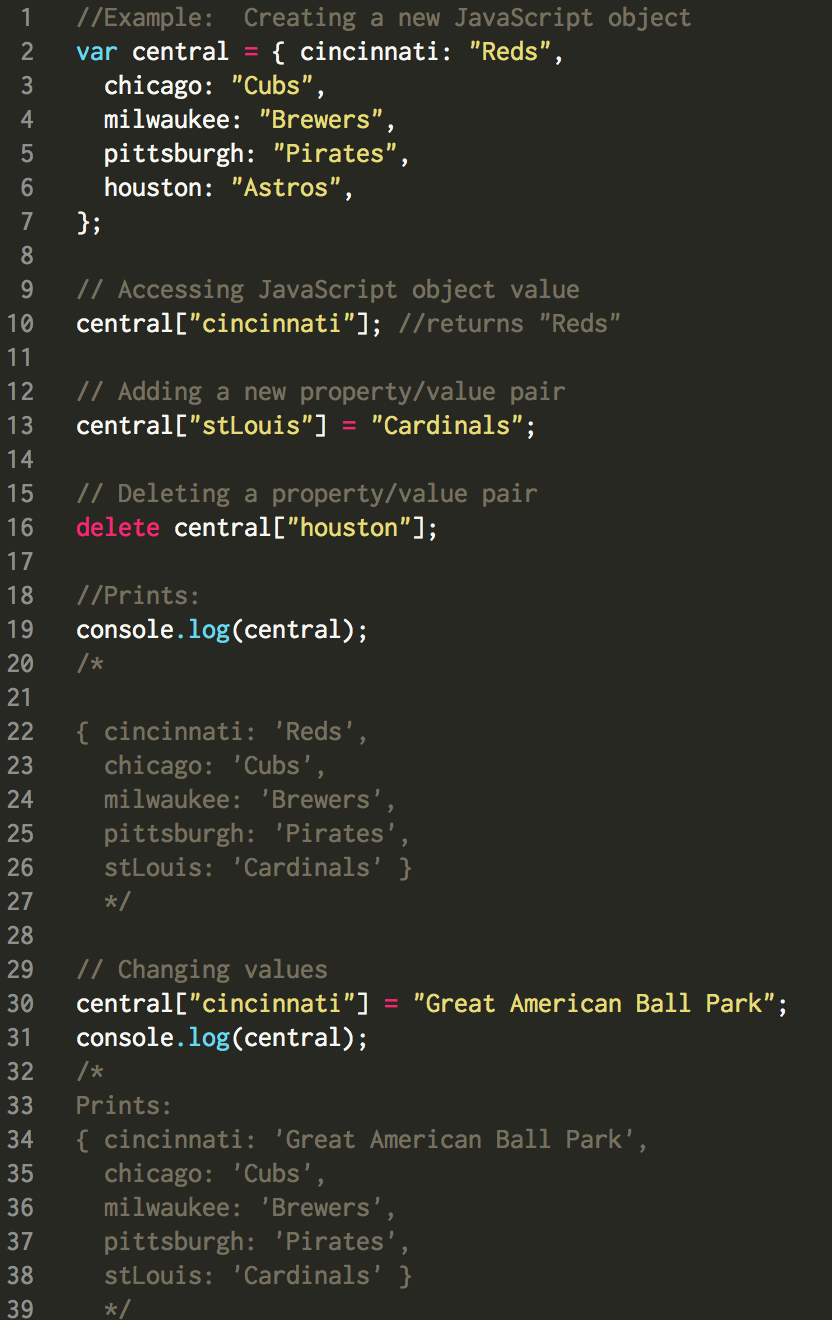 1 //Example:  Creating a new JavaScript object
2 var central = { cincinnati: "Reds",
3   chicago: "Cubs",
4   milwaukee: "Brewers",
5   pittsburgh: "Pirates",
6   houston: "Astros",
7 };
8
9 // Accessing JavaScript object value
10 central["cincinnati"]; //returns "Reds"
11
12 // Adding a new property/value pair
13 central["stLouis"] = "Cardinals";
14
15 // Deleting a property/value pair
16 delete central["houston"];
17
18 //Prints:
19 console.log(central);
20 /*
21
22 { cincinnati: 'Reds',
23   chicago: 'Cubs',
24   milwaukee: 'Brewers',
25   pittsburgh: 'Pirates',
26   stLouis: 'Cardinals' }
27   */
28
29 // Changing values
30 central["cincinnati"] = "Great American Ball Park";
31 console.log(central);
32 /*
33 Prints:
34 { cincinnati: 'Great American Ball Park',
35   chicago: 'Cubs',
36   milwaukee: 'Brewers',
37   pittsburgh: 'Pirates',
38   stLouis: 'Cardinals' }
39   */